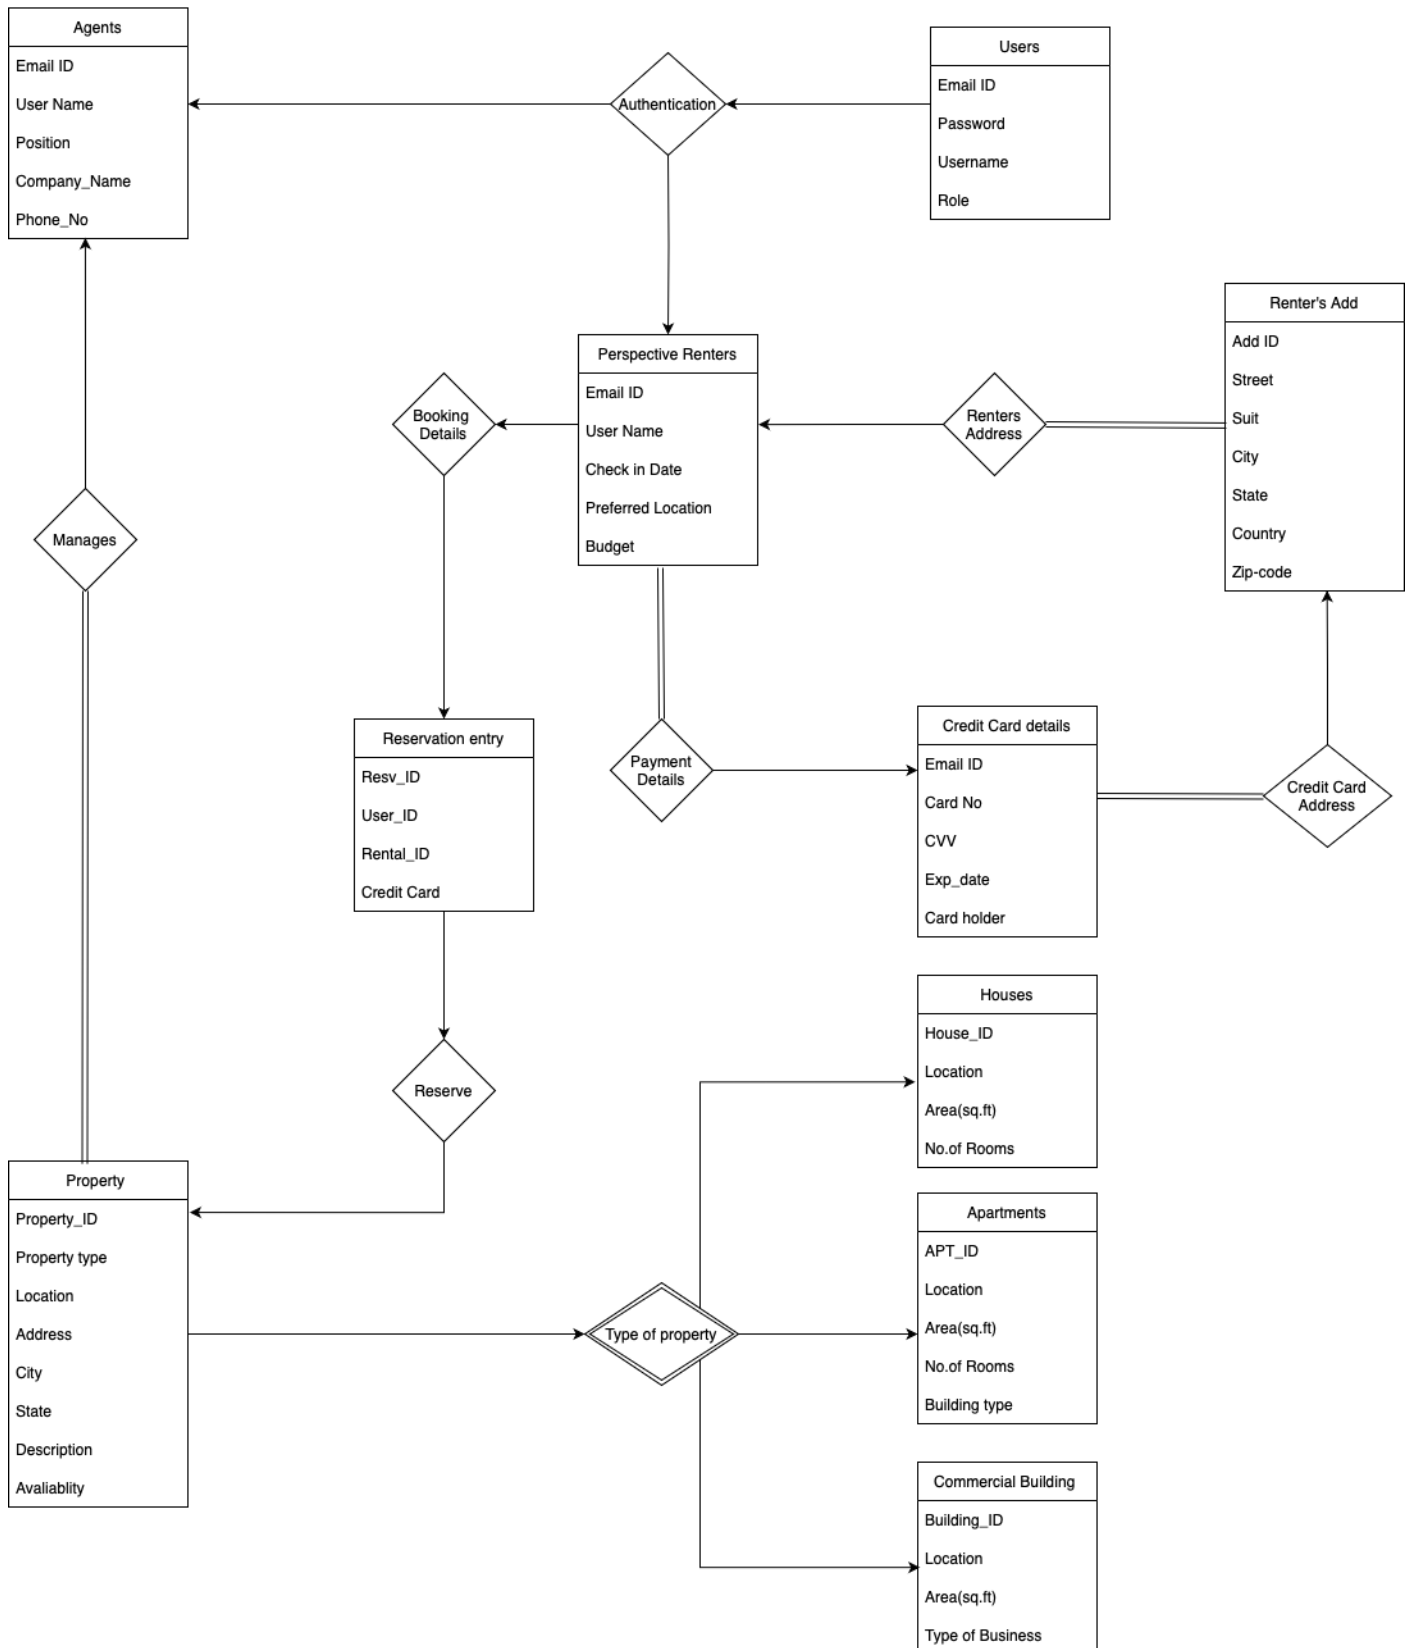 Agents
Email ID
User Name
Position
Company_Name
Phone_No
Authentication
Users
Email ID
Password
Username
Role
Renter's Add
Add ID
Street
Suit
City
State
Country
Zip-code
Perspective Renters
Email ID
User Name
Check in Date
Preferred Location
Budget
Booking
Details
Renters
Address
Manages
Reservation entry
Resv_ID
User_ID
Rental_ID
Credit Card
Payment
Details
Credit Card details
Email ID
Card No
CVV
Exp_date
Card holder
Credit Card
Address
Houses
House_ID
Location
Area(sq.ft)
No.of Rooms
Reserve
Property
Property_ID
Property type
Location
Address
City
State
Description
Avaliablity
Type of property
Apartments
APT_ID
Location
Area(sq.ft)
No.of Rooms
Building type
Commercial Building
Building_ID
Location
Area(sq.ft)
Type of Business